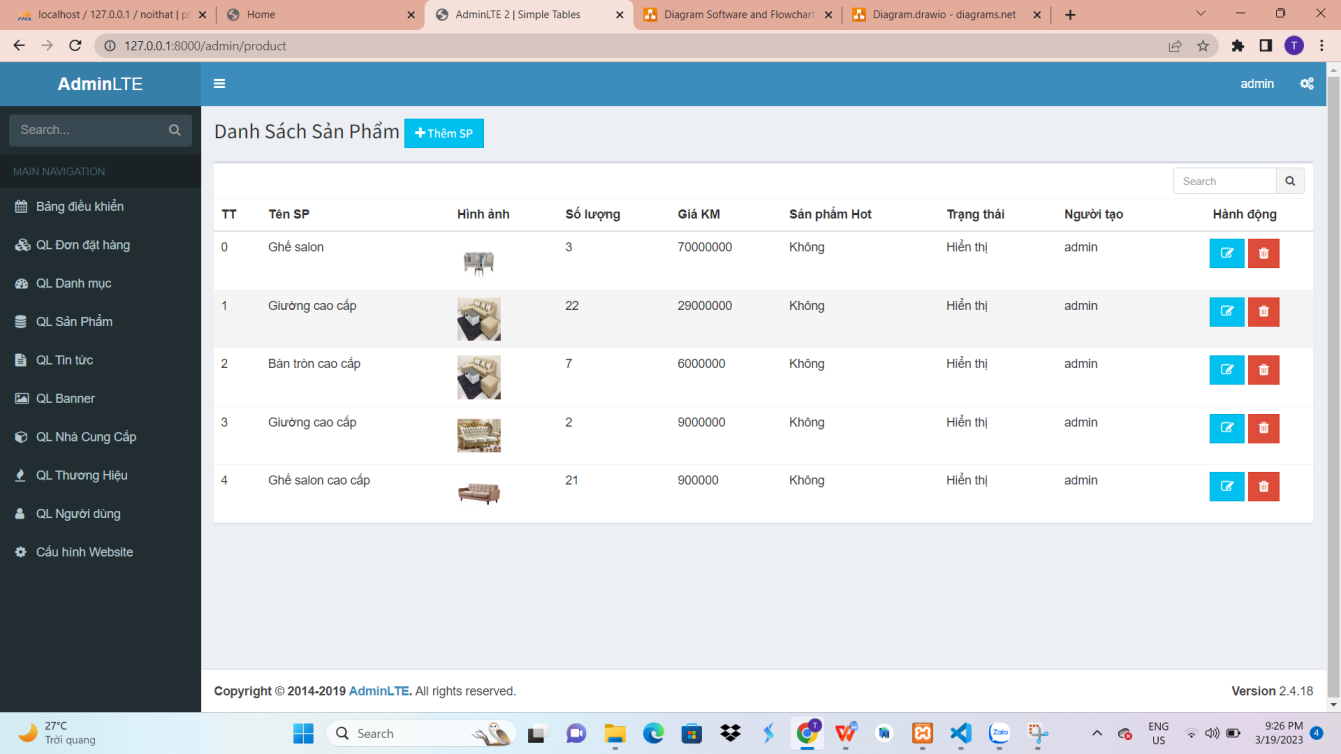 localhost / 127.0.0.1 / noithat | pl
Home
AdminLTE 2 | Simple Tables
Diagram Software and Flowchart
Diagram.drawio - diagrams.net
127.0.0.1:8000/admin/product
T
AdminLTE
admin
Search...
MAIN NAVIGATION
Bảng điều khiển
QL Đơn đặt hàng
QL Danh mục
QL Sản Phẩm
QL Tin tức
QL Banner
QL Nhà Cung Cấp
QL Thương Hiệu
QL Người dùng
Cấu hình Website
Danh Sách Sản Phẩm Thêm SP
Search
TT Tên SP Hình ảnh Số lượng Giá KM Sản phẩm Hot Trạng thái Người tạo Hành động
0 Ghế salon 3 70000000 Không Hiển thị admin
1 Giường cao cấp 22 29000000 Không Hiển thị admin
2 Bàn tròn cao cấp 7 6000000 Không Hiển thị admin
3 Giường cao cấp 2 9000000 Không Hiển thị admin
4 Ghế salon cao cấp 21 900000 Không Hiển thị admin
Copyright © 2014-2019 AdminLTE. All rights reserved.
Version 2.4.18
27°C
Trời quang
Search
T
Zalo
ENG
US
9:26 PM
3/19/2023
4